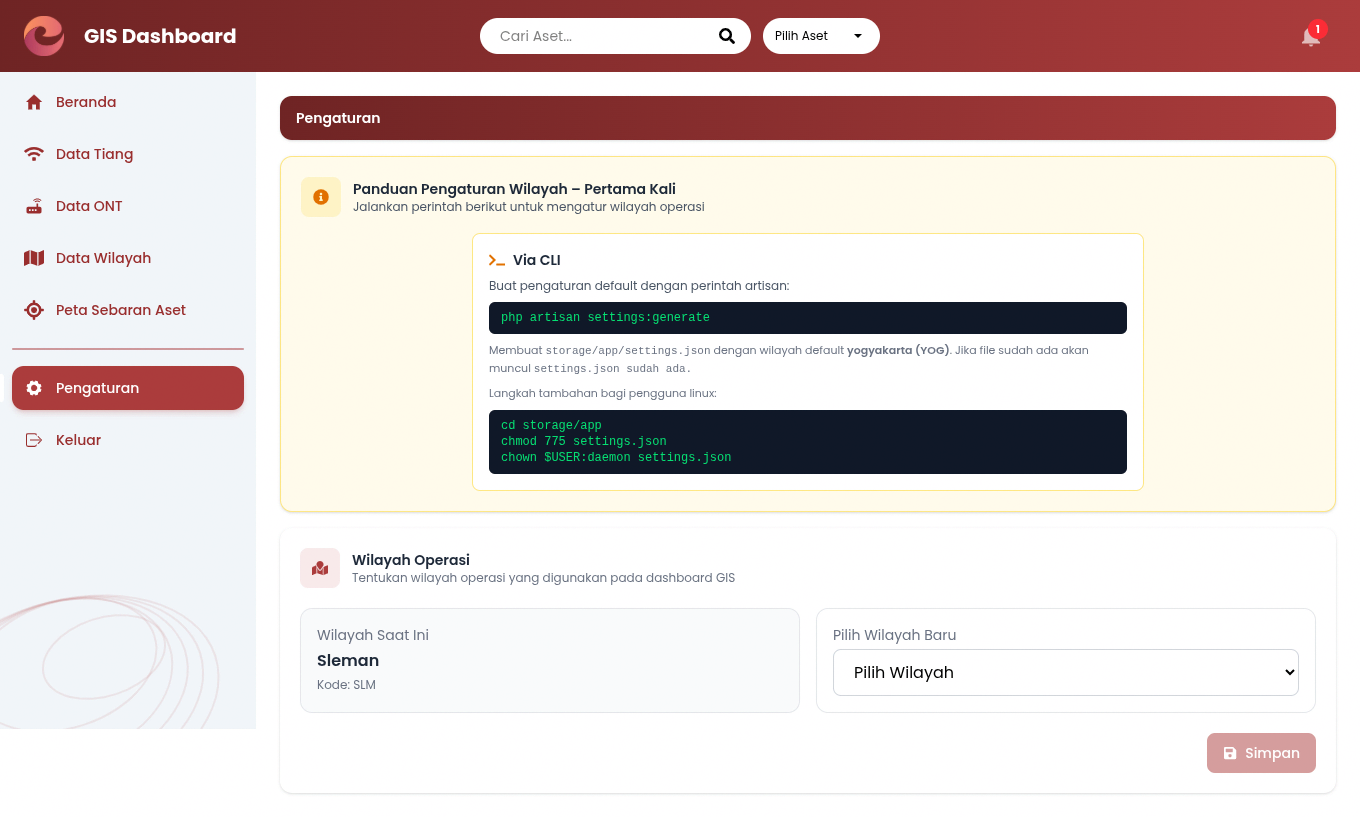 GIS Dashboard
Cari Aset...
Pilih Aset
1
Beranda
Data Tiang
Data ONT
Data Wilayah
Peta Sebaran Aset
Pengaturan
Keluar
Pengaturan
Panduan Pengaturan Wilayah – Pertama Kali
Jalankan perintah berikut untuk mengatur wilayah operasi
Via CLI
Buat pengaturan default dengan perintah artisan:
php artisan settings:generate
Membuat storage/app/settings.json dengan wilayah default yogyakarta (YOG). Jika file sudah ada akan
muncul settings.json sudah ada.
Langkah tambahan bagi pengguna linux:
cd storage/app
chmod 775 settings.json
chown $USER:daemon settings.json
Wilayah Operasi
Tentukan wilayah operasi yang digunakan pada dashboard GIS
Wilayah Saat Ini
Sleman
Kode: SLM
Pilih Wilayah Baru
Pilih Wilayah
Simpan